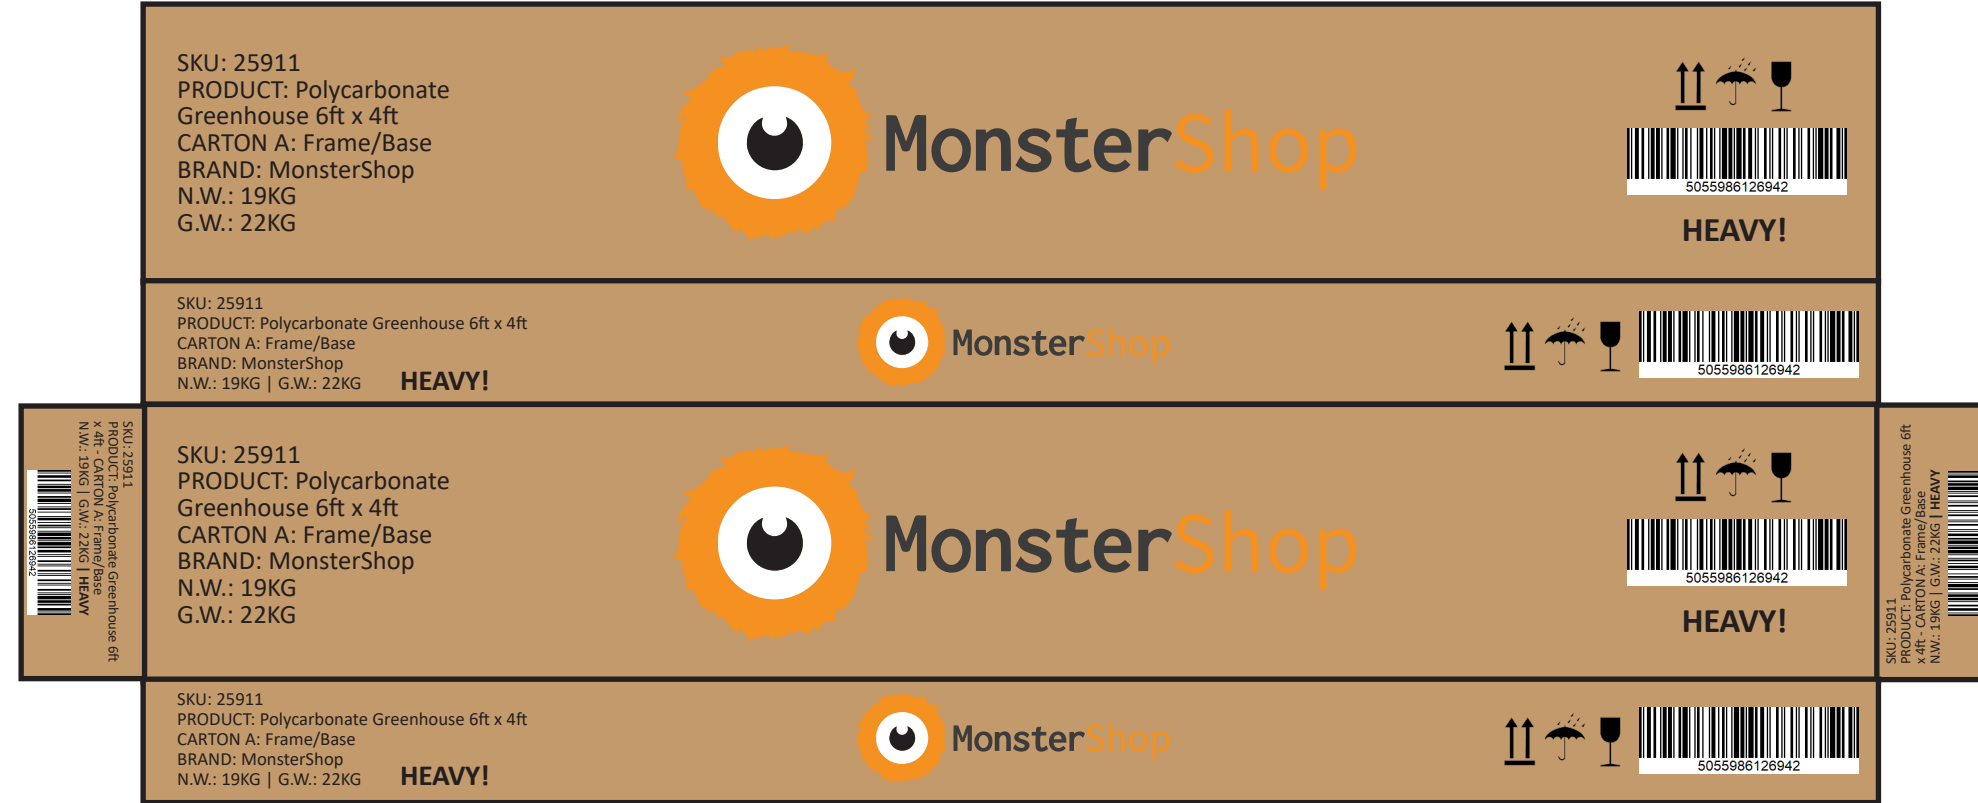 SKU: 25911
PRODUCT: Polycarbonate
Greenhouse 6ft x 4ft
CARTON A: Frame/Base
BRAND: MonsterShop
N.W.: 19KG
G.W.: 22KG
MonsterShop
5055986126942
HEAVY!
SKU: 25911
PRODUCT: Polycarbonate Greenhouse 6ft x 4ft
CARTON A: Frame/Base
BRAND: MonsterShop
N.W.: 19KG | G.W.: 22KG HEAVY!
MonsterShop
5055986126942
SKU: 25911
PRODUCT: Polycarbonate Greenhouse 6ft
x 4ft - CARTON A: Frame/Base
N.W.: 19KG | G.W.: 22KG | HEAVY
5055986126942
SKU: 25911
PRODUCT: Polycarbonate
Greenhouse 6ft x 4ft
CARTON A: Frame/Base
BRAND: MonsterShop
N.W.: 19KG
G.W.: 22KG
MonsterShop
5055986126942
HEAVY!
SKU: 25911
PRODUCT: Polycarbonate Greenhouse 6ft
x 4ft - CARTON A: Frame/Base
N.W.: 19KG | G.W.: 22KG | HEAVY
SKU: 25911
PRODUCT: Polycarbonate Greenhouse 6ft x 4ft
CARTON A: Frame/Base
BRAND: MonsterShop
N.W.: 19KG | G.W.: 22KG HEAVY!
MonsterShop
5055986126942